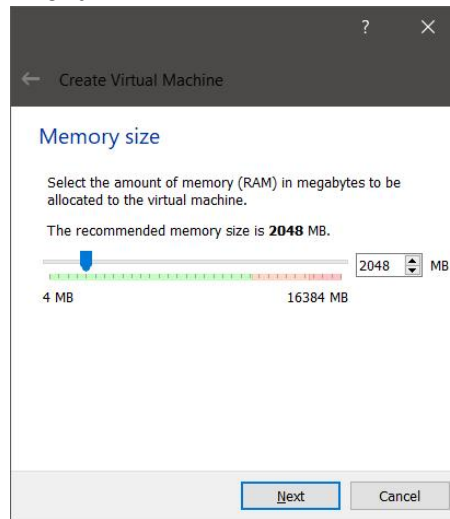 ?
Create Virtual Machine
Memory size
Select the amount of memory (RAM) in megabytes to be
allocated to the virtual machine.
The recommended memory size is 2048 MB.
2048 MB
4 MB 16384 MB
Next Cancel